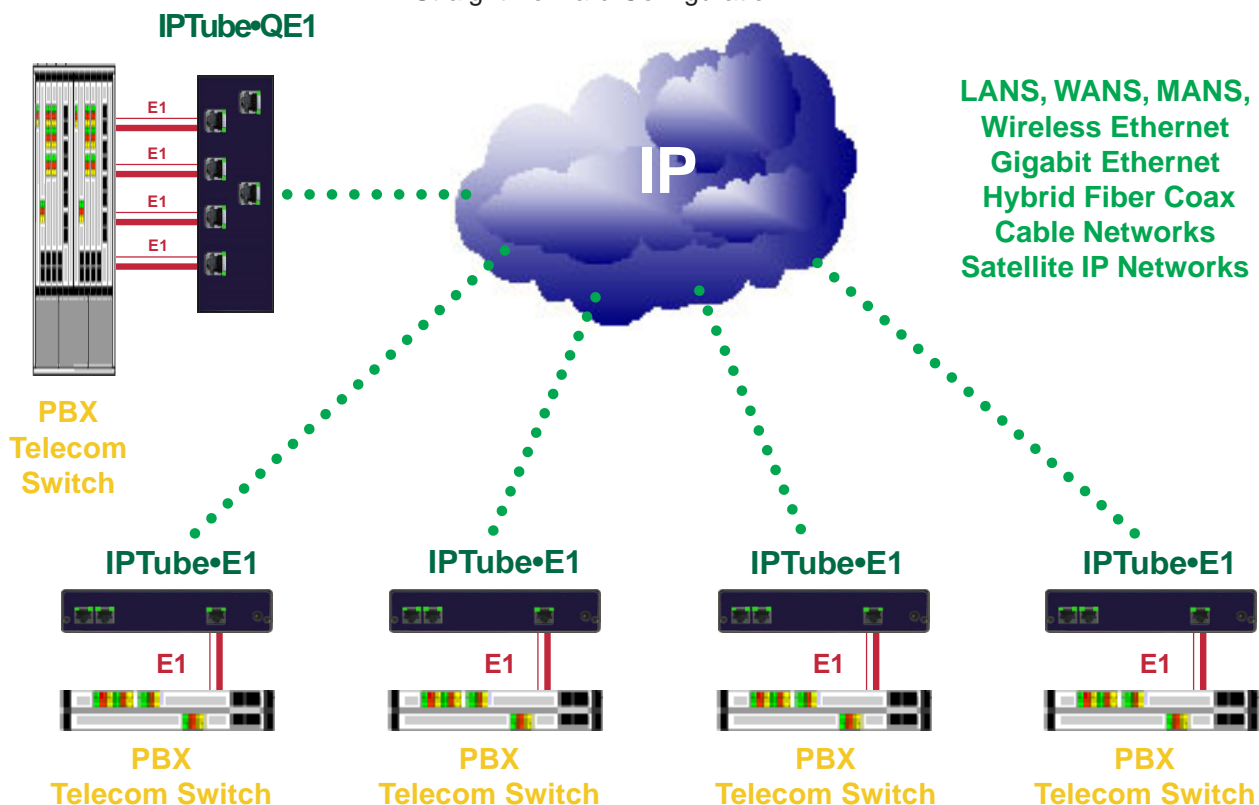 IPTube•QE1
E1
E1
E1
E1
IP
LANS, WANS, MANS,
Wireless Ethernet
Gigabit Ethernet
Hybrid Fiber Coax
Cable Networks
Satellite IP Networks
PBX
Telecom
Switch
IPTube•E1
IPTube•E1
IPTube•E1
IPTube•E1
E1
E1
E1
E1
PBX
Telecom Switch
PBX
Telecom Switch
PBX
Telecom Switch
PBX
Telecom Switch